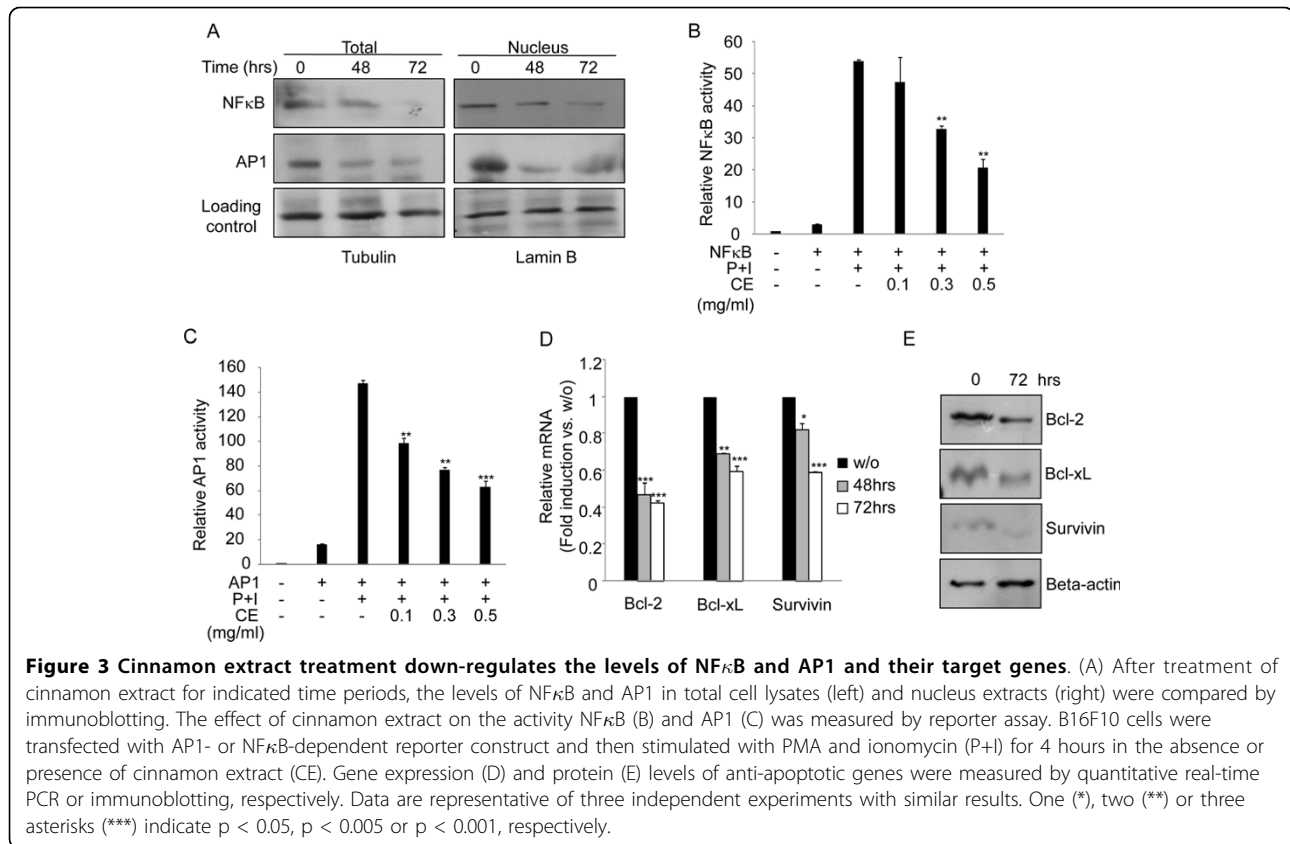 A
Total Nucleus
Time (hrs) 0 48 72 0 48 72
NFκB
AP1
Loading
control
Tubulin Lamin B
B
Relative NFκB activity
60
50
40
30
20
10
0
**
**
NFκB - + + + + +
P+I - - + + + +
CE - - - 0.1 0.3 0.5
(mg/ml)
C
Relative AP1 activity
160
140
120
100
80
60
40
20
0
**
**
***
AP1 - + + + + +
P+I - - + + + +
CE - - - 0.1 0.3 0.5
(mg/ml)
D
Relative mRNA
(Fold induction vs. w/o)
1.2
1
0.8
0.6
0.4
0.2
0
*** ***
** ***
* ***
Bcl-2 Bcl-xL Survivin
w/o
48hrs
72hrs
E
0 72 hrs
Bcl-2
Bcl-xL
Survivin
Beta-actin
Figure 3 Cinnamon extract treatment down-regulates the levels of NFκB and AP1 and their target genes. (A) After treatment of
cinnamon extract for indicated time periods, the levels of NFκB and AP1 in total cell lysates (left) and nucleus extracts (right) were compared by
immunoblotting. The effect of cinnamon extract on the activity NFκB (B) and AP1 (C) was measured by reporter assay. B16F10 cells were
transfected with AP1- or NFκB-dependent reporter construct and then stimulated with PMA and ionomycin (P+I) for 4 hours in the absence or
presence of cinnamon extract (CE). Gene expression (D) and protein (E) levels of anti-apoptotic genes were measured by quantitative real-time
PCR or immunoblotting, respectively. Data are representative of three independent experiments with similar results. One (*), two (**) or three
asterisks (***) indicate p < 0.05, p < 0.005 or p < 0.001, respectively.